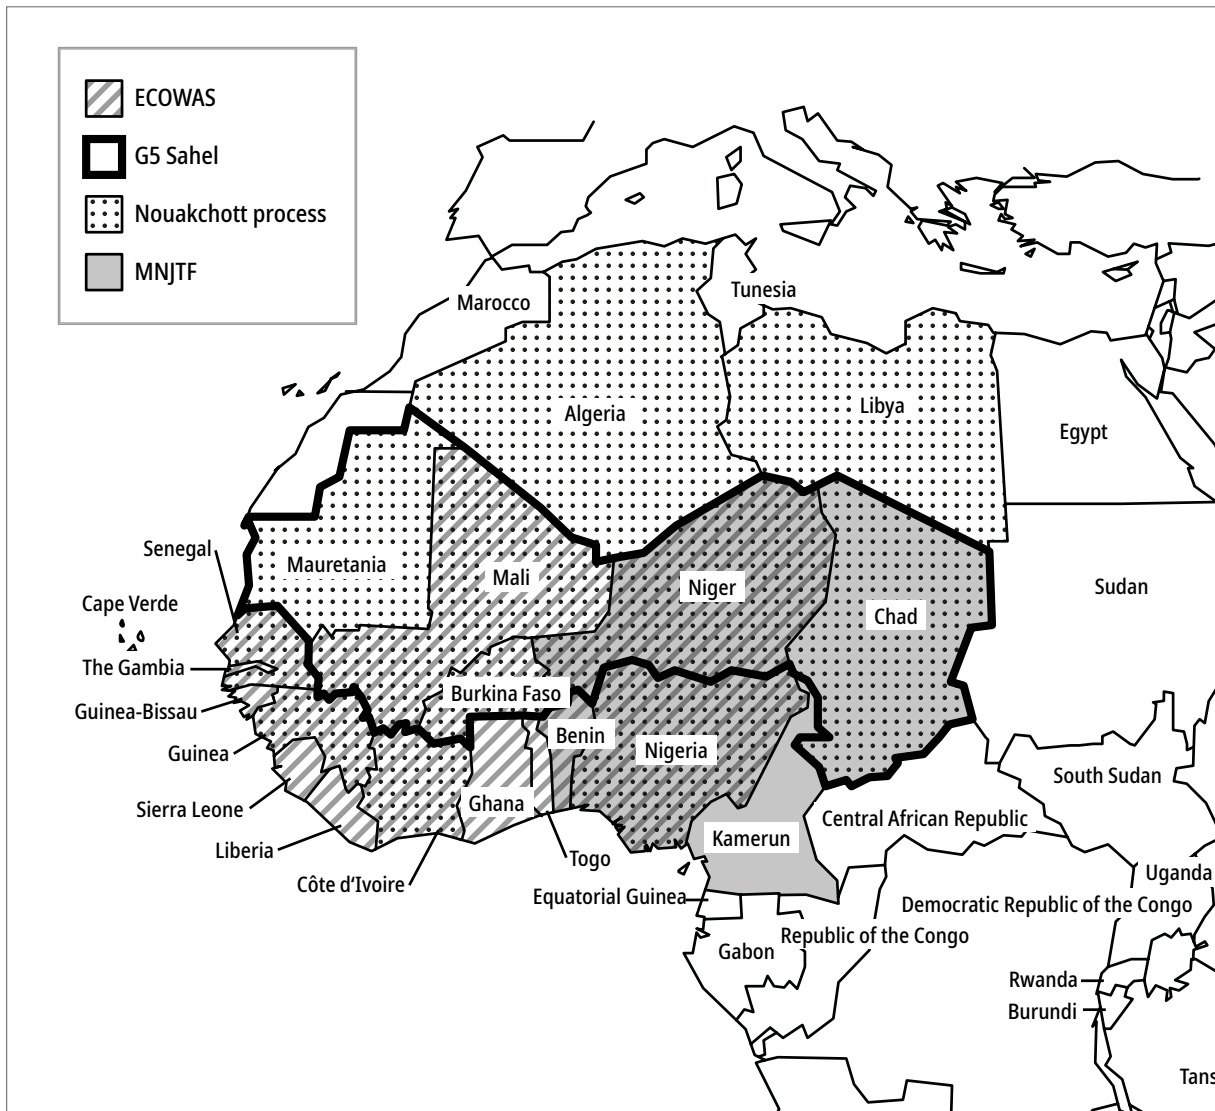 ECOWAS
G5 Sahel
Nouakchott process
MNJTF
Marocco
Tunesia
Algeria
Libya
Egypt
Senegal
Mauretania
Mali
Niger
Chad
Sudan
Cape Verde
The Gambia
Guinea-Bissau
Burkina Faso
Benin
Nigeria
Guinea
South Sudan
Sierra Leone
Ghana
Central African Republic
Kamerun
Liberia
Togo
Côte d‘Ivoire
Equatorial Guinea
Uganda
Democratic Republic of the Congo
Republic of the Congo
Gabon
Rwanda
Burundi
Tans